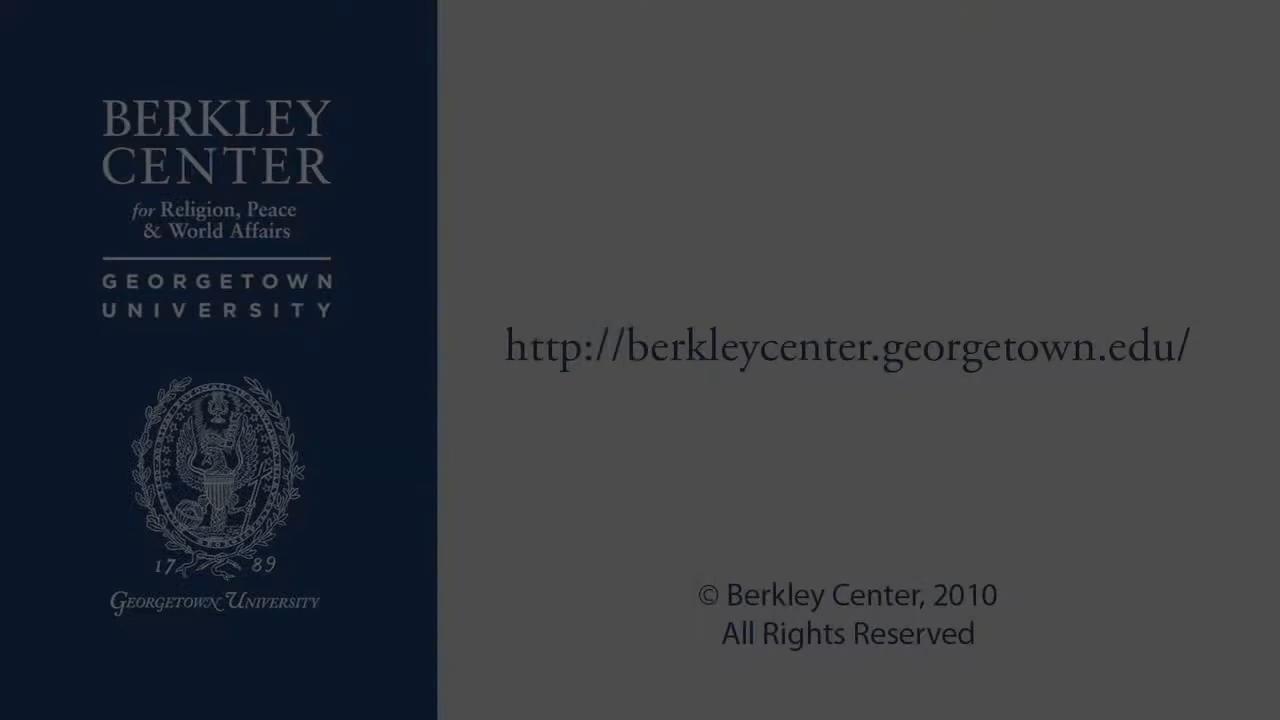 BERKLEY
CENTER
for Religion, Peace
& World Affairs
GEORGETOWN
UNIVERSITY
17 89
GEORGETOWN UNIVERSITY
http://berkleycenter.georgetown.edu/
© Berkley Center, 2010
All Rights Reserved